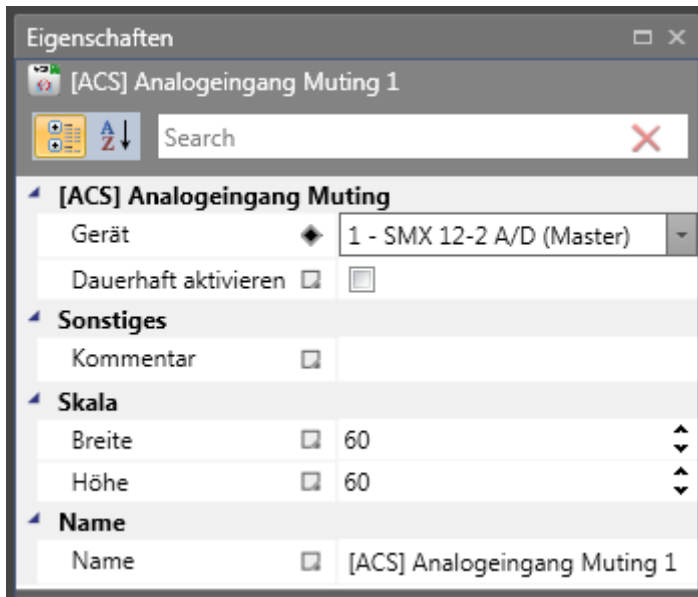 Eigenschaften
[ACS] Analogeingang Muting 1
A Z Search
[ACS] Analogeingang Muting
Gerät 1 - SMX 12-2 A/D (Master)
Dauerhaft aktivieren
Sonstiges
Kommentar
Skala
Breite 60
Höhe 60
Name
Name [ACS] Analogeingang Muting 1